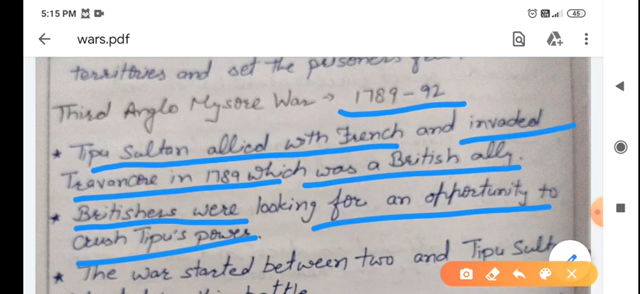 5:15 PM
45
wars.pdf
territories and set the prisoners
Third Anglo Mysore War → 1789-92
* Tipu Sultan allied with French and invaded
Travancore in 1789 which was a British ally.
* Britishers were looking for an opportunity to
crush Tipu's power.
* The war started between two and Tipu Sult
battle